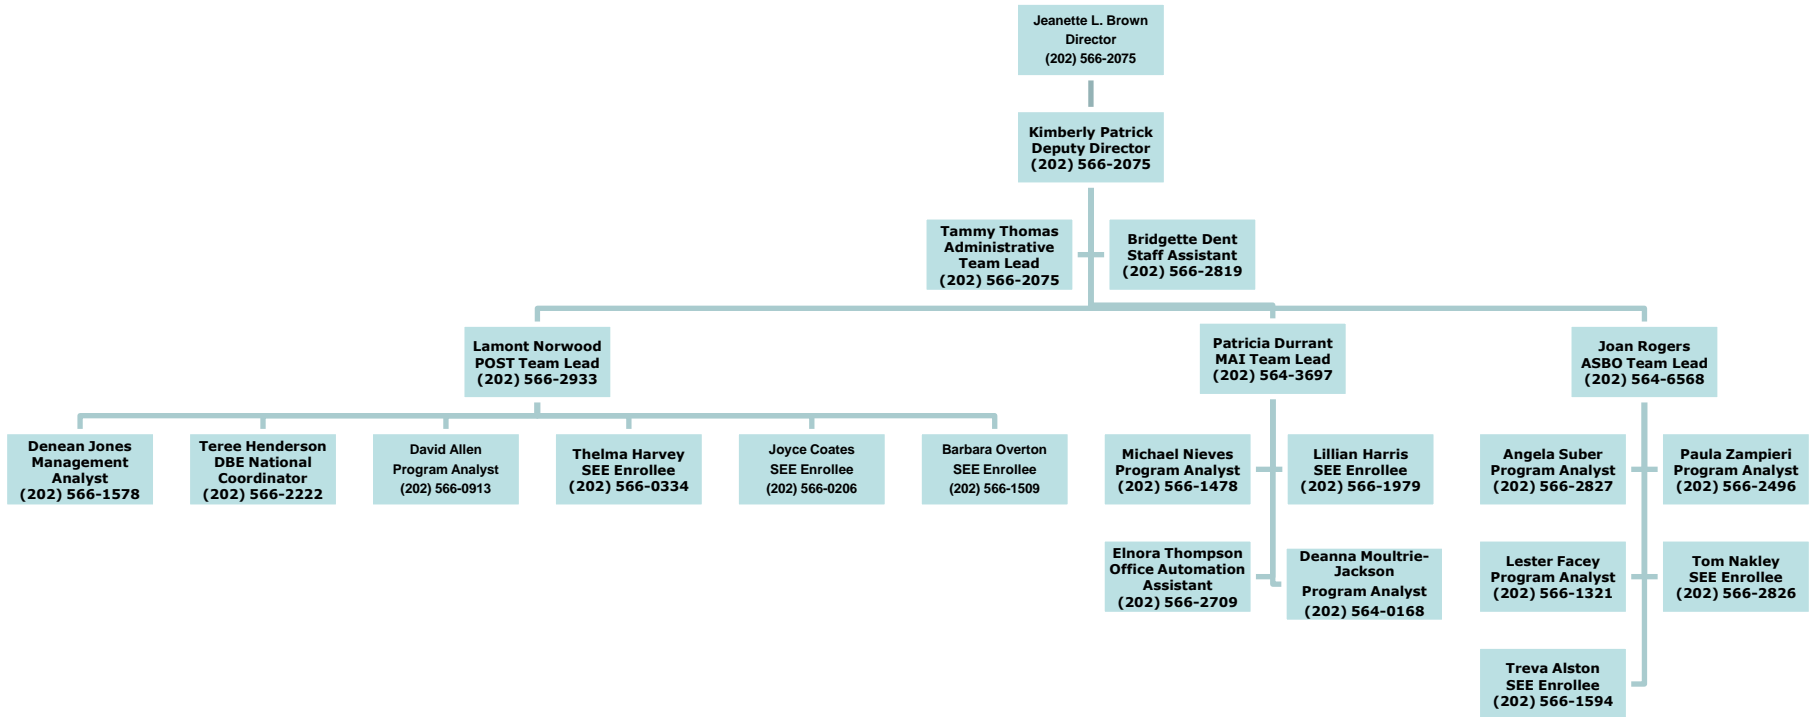 Jeanette L. Brown
Director
(202) 566-2075
Kimberly Patrick
Deputy Director
(202) 566-2075
Tammy Thomas
Administrative
Team Lead
(202) 566-2075
Bridgette Dent
Staff Assistant
(202) 566-2819
Lamont Norwood
POST Team Lead
(202) 566-2933
Patricia Durrant
MAI Team Lead
(202) 564-3697
Joan Rogers
ASBO Team Lead
(202) 564-6568
Denean Jones
Management
Analyst
(202) 566-1578
Teree Henderson
DBE National
Coordinator
(202) 566-2222
David Allen
Program Analyst
(202) 566-0913
Thelma Harvey
SEE Enrollee
(202) 566-0334
Joyce Coates
SEE Enrollee
(202) 566-0206
Barbara Overton
SEE Enrollee
(202) 566-1509
Michael Nieves
Program Analyst
(202) 566-1478
Lillian Harris
SEE Enrollee
(202) 566-1979
Angela Suber
Program Analyst
(202) 566-2827
Paula Zampieri
Program Analyst
(202) 566-2496
Elnora Thompson
Office Automation
Assistant
(202) 566-2709
Deanna Moultrie-
Jackson
Program Analyst
(202) 564-0168
Lester Facey
Program Analyst
(202) 566-1321
Tom Nakley
SEE Enrollee
(202) 566-2826
Treva Alston
SEE Enrollee
(202) 566-1594